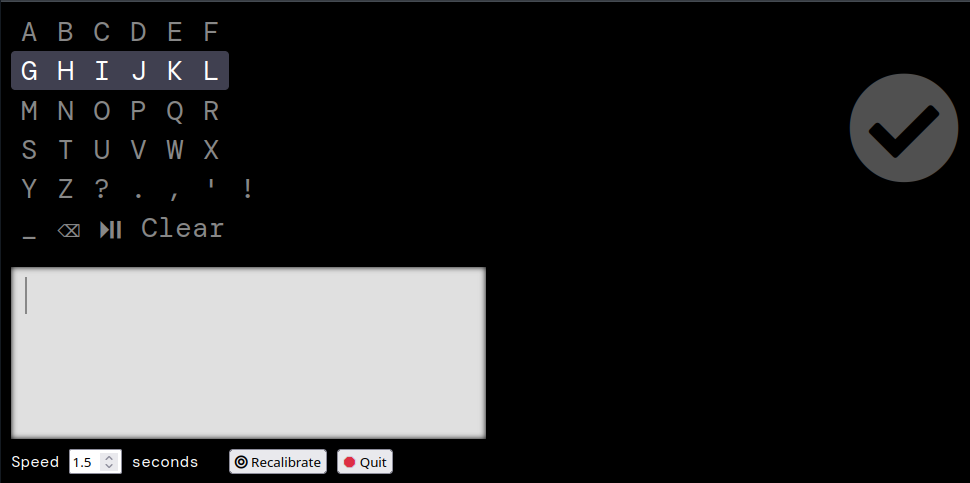 A B C D E F
G H I J K L
M N O P Q R
S T U V W X
Y Z ? . , ' !
_ ⌫ ⏯ Clear
Speed 1.5 seconds Recalibrate Quit